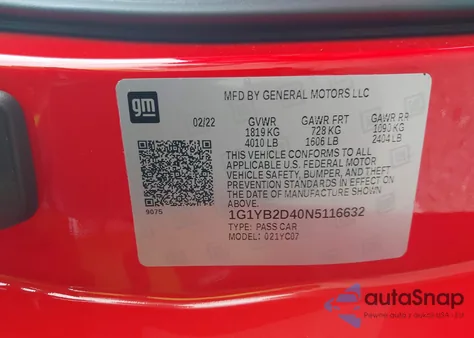 gm
MFD BY GENERAL MOTORS LLC
02/22 GVWR GAWR FRT GAWR RR
1819 KG 728 KG 1090 KG
4010 LB 1606 LB 2404 LB
THIS VEHICLE CONFORMS TO ALL
APPLICABLE U.S. FEDERAL MOTOR
VEHICLE SAFETY, BUMPER, AND THEFT
PREVENTION STANDARDS IN EFFECT ON
THE DATE OF MANUFACTURE SHOWN
ABOVE.
9075
1G1YB2D40N5116632
TYPE: PASS CAR
MODEL: 021YC07
autoSnap
Pewne auto z